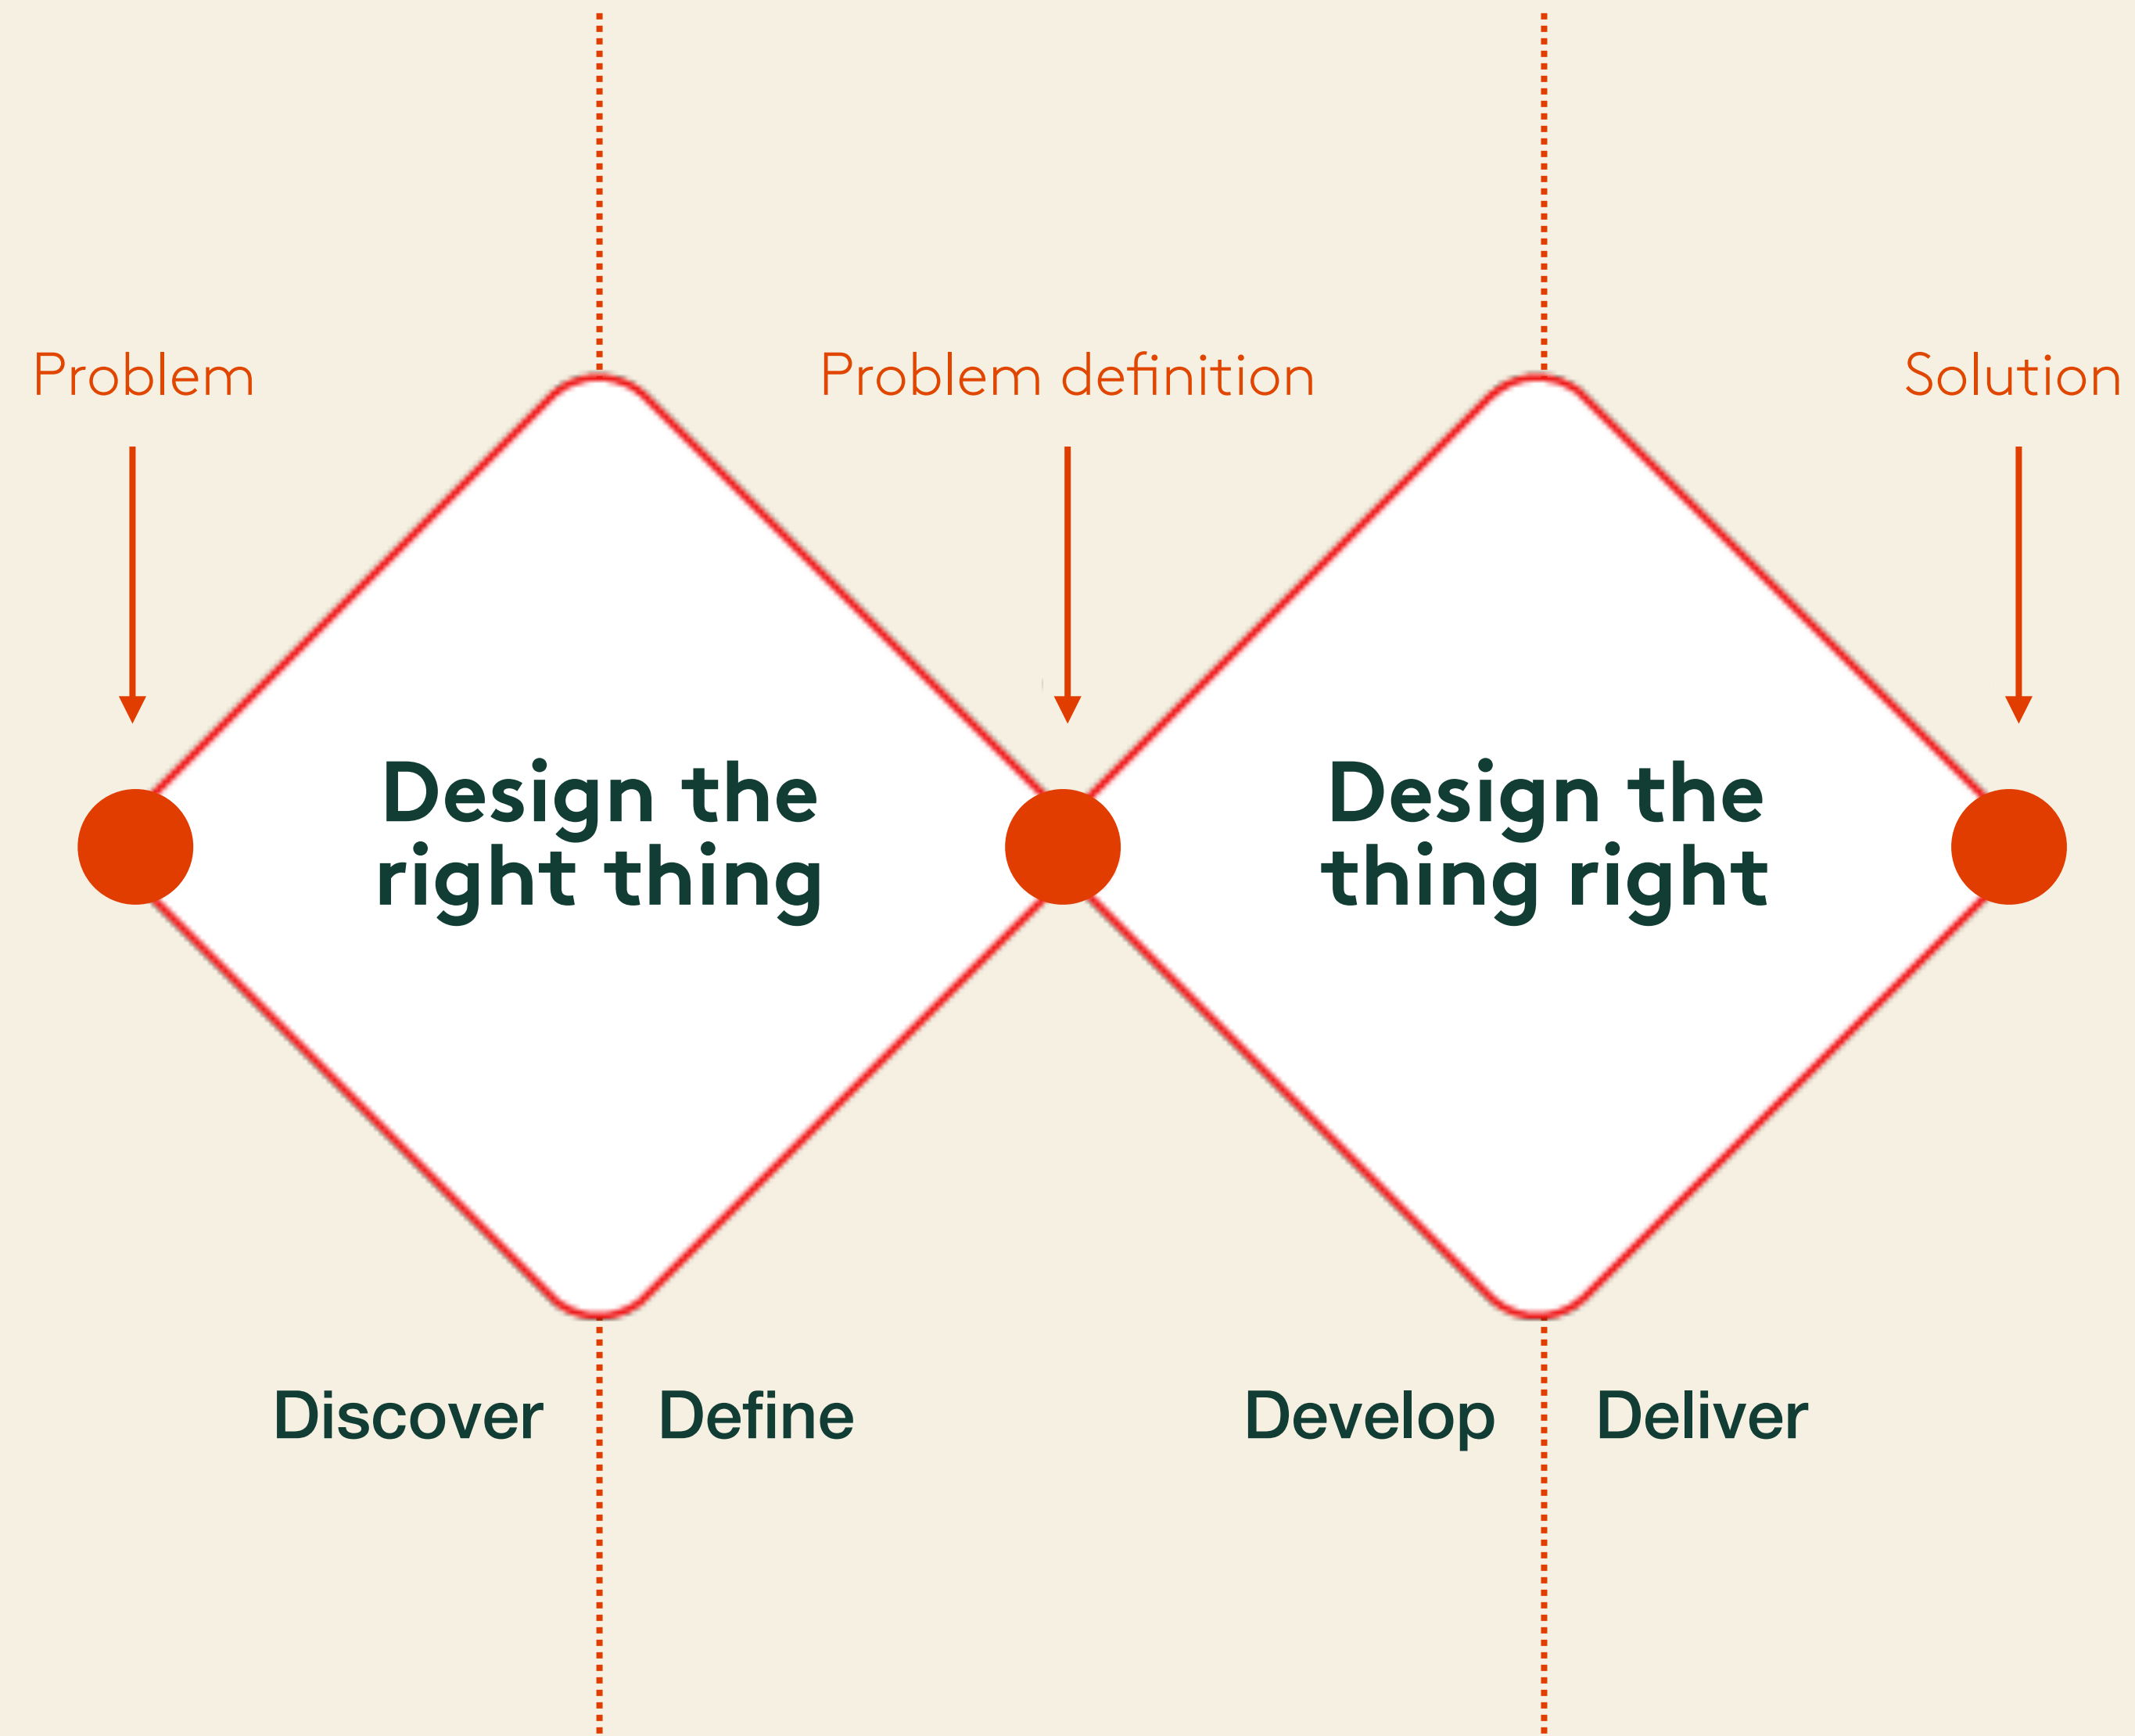 Problem
Problem definition
Solution
Design the
right thing
Design the
thing right
Discover
Define
Develop
Deliver